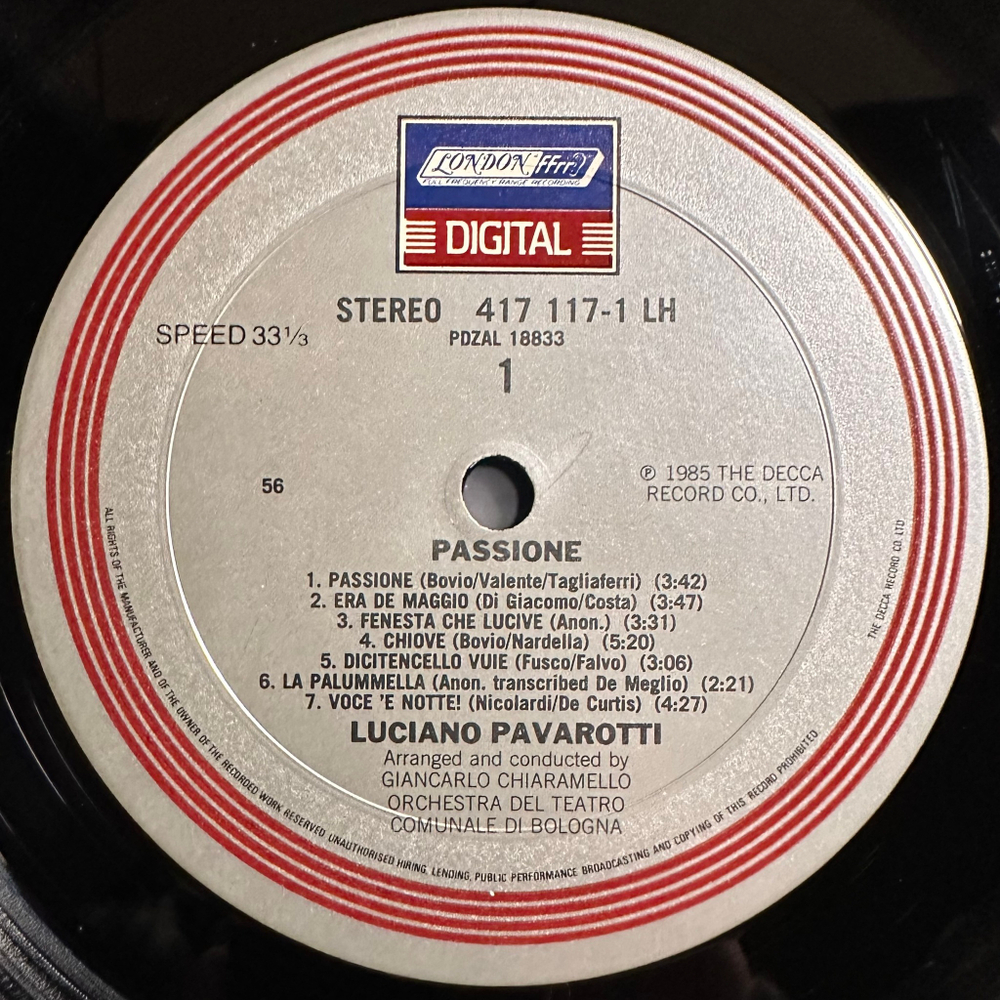 LONDON ffrr
FULL FREQUENCY RANGE RECORDING
DIGITAL
STEREO 417 117-1 LH
SPEED 33⅓
PDZAL 18833
1
56
℗ 1985 THE DECCA
RECORD CO., LTD.
PASSIONE
1. PASSIONE (Bovio/Valente/Tagliaferri) (3:42)
2. ERA DE MAGGIO (Di Giacomo/Costa) (3:47)
3. FENESTA CHE LUCIVE (Anon.) (3:31)
4. CHIOVE (Bovio/Nardella) (5:20)
5. DICITENCELLO VUIE (Fusco/Falvo) (3:06)
6. LA PALUMMELLA (Anon. transcribed De Meglio) (2:21)
7. VOCE 'E NOTTE! (Nicolardi/De Curtis) (4:27)
LUCIANO PAVAROTTI
Arranged and conducted by
GIANCARLO CHIARAMELLO
ORCHESTRA DEL TEATRO
COMUNALE DI BOLOGNA
ALL RIGHTS OF THE MANUFACTURER AND OF THE OWNER OF THE RECORDED WORK RESERVED UNAUTHORISED HIRING, LENDING, PUBLIC PERFORMANCE BROADCASTING AND COPYING OF THIS RECORD PROHIBITED
THE DECCA RECORD CO LTD